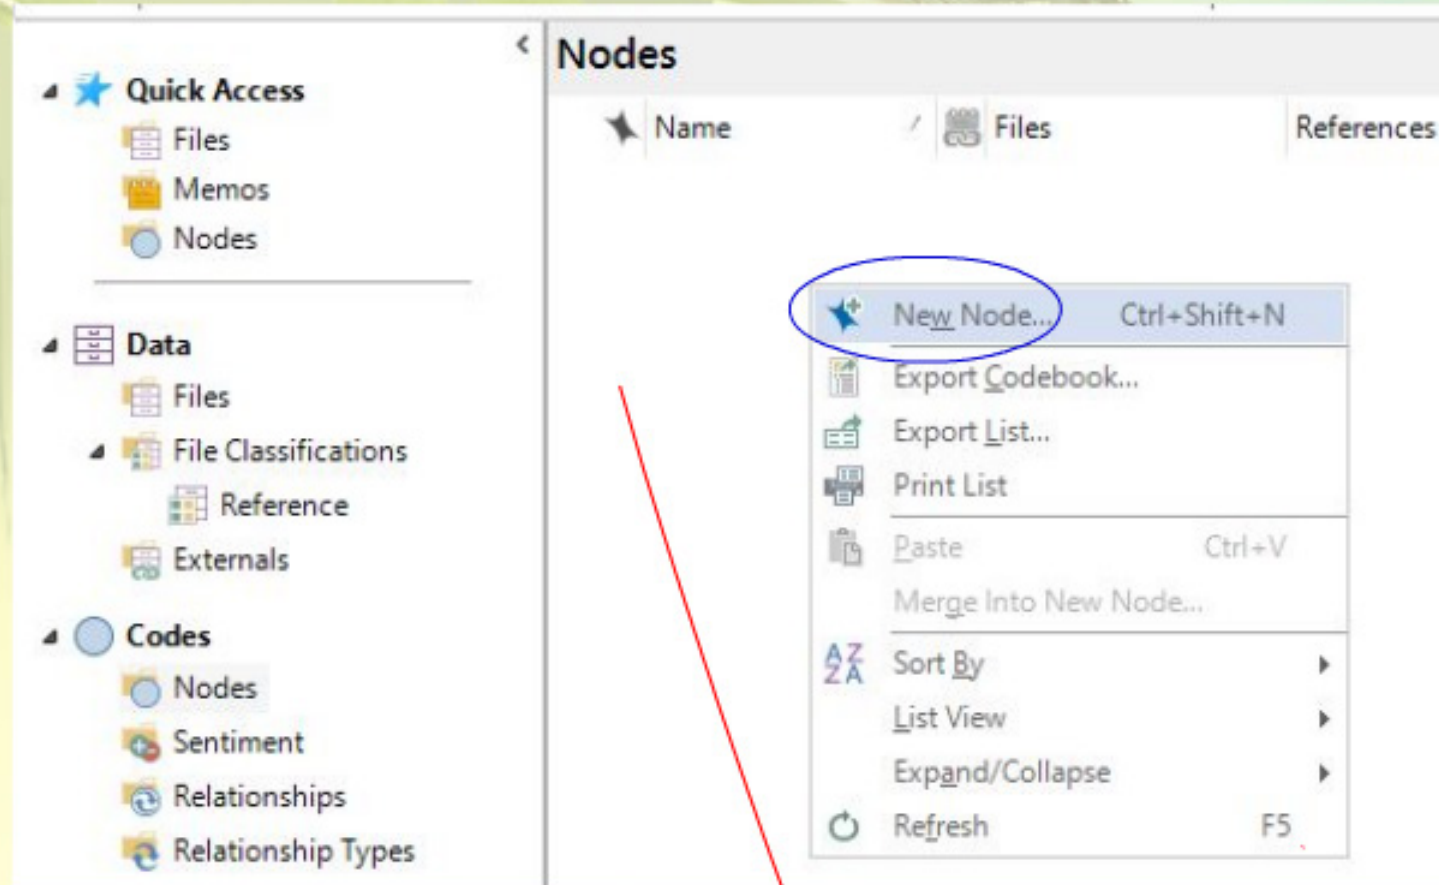 Quick Access
Files
Memos
Nodes
Data
Files
File Classifications
Reference
Externals
Codes
Nodes
Sentiment
Relationships
Relationship Types
Nodes
Name Files References
New Node... Ctrl+Shift+N
Export Codebook...
Export List...
Print List
Paste Ctrl+V
Merge Into New Node...
Sort By
List View
Expand/Collapse
Refresh F5